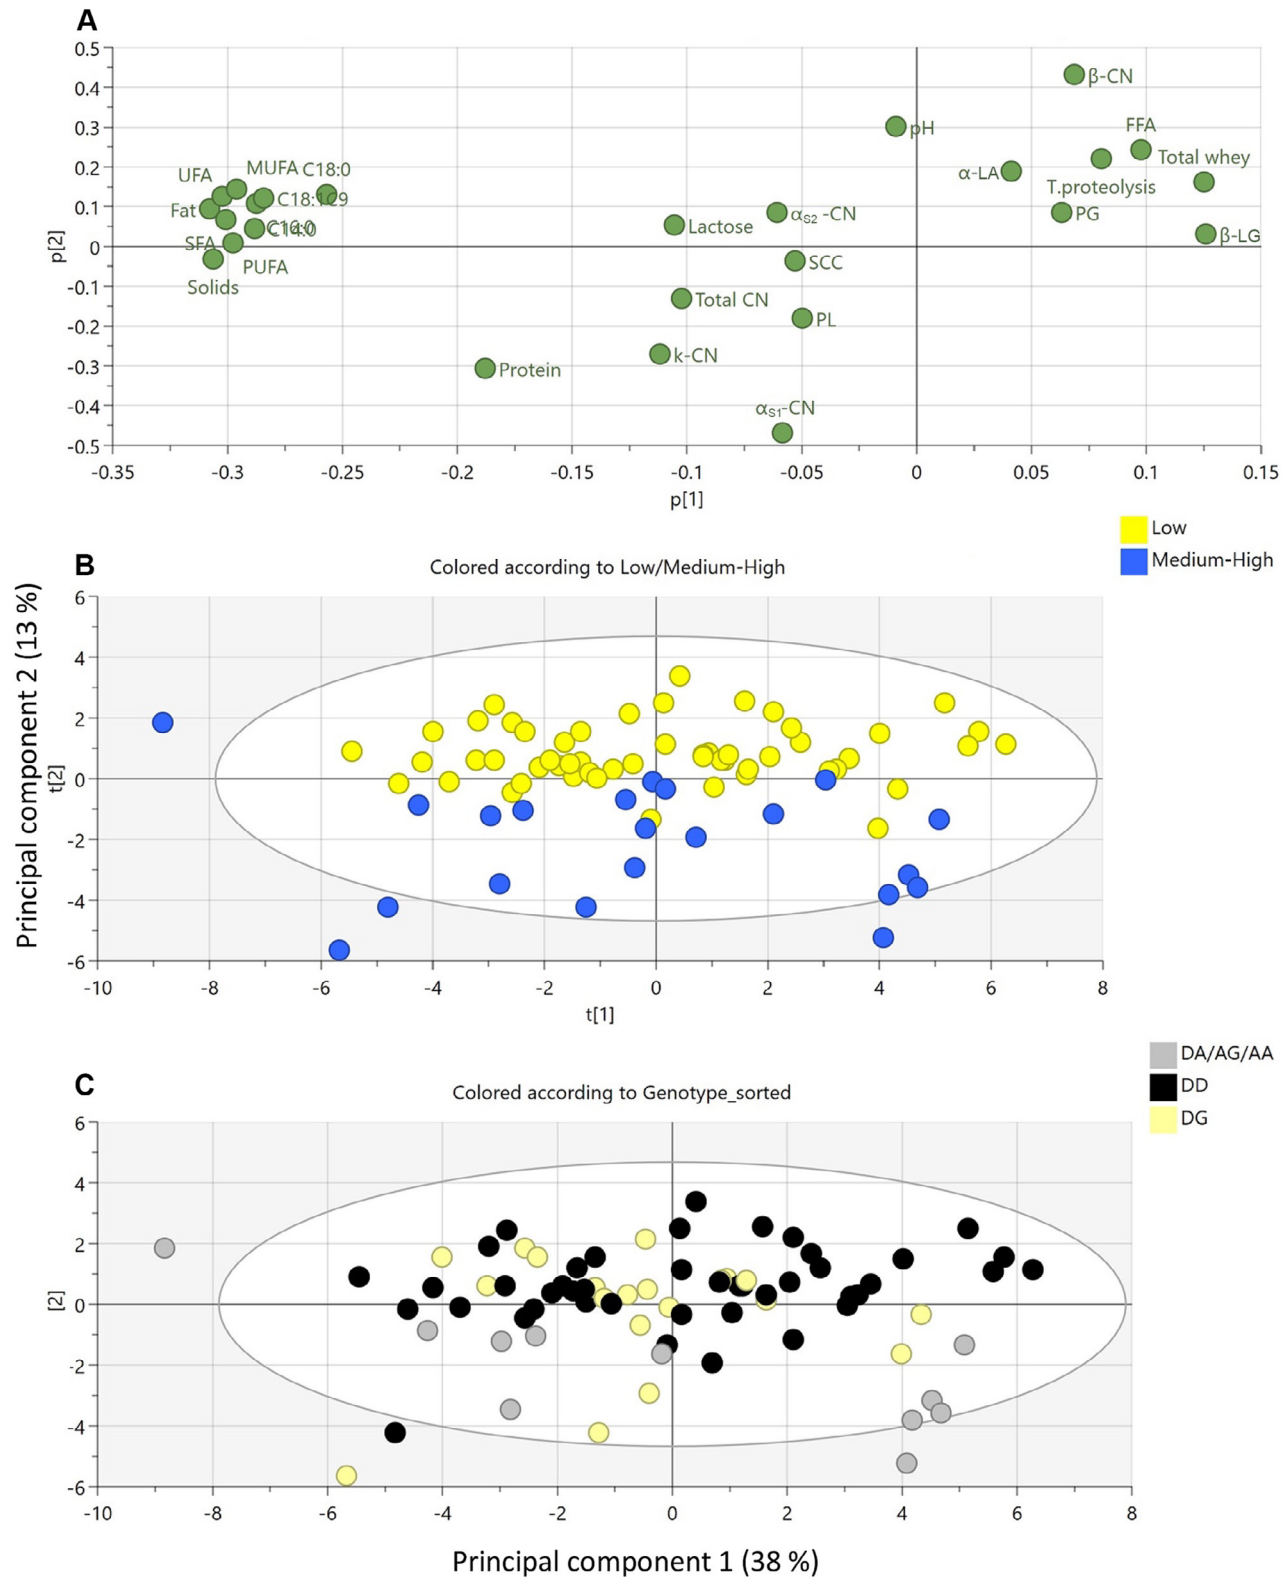 A
0.5
0.4
0.3
0.2
0.1
0
-0.1
-0.2
-0.3
-0.4
-0.5
p[2]
β-CN
pH
FFA
Total whey
α-LA
T.proteolysis
PG
β-LG
UFA
MUFA
C18:0
C18:1C9
Fat
C16:0
C14:0
SFA
PUFA
Solids
αS2 -CN
Lactose
SCC
Total CN
PL
k-CN
Protein
αS1-CN
-0.35 -0.3 -0.25 -0.2 -0.15 -0.1 -0.05 0 0.05 0.1 0.15
p[1]
Low
Medium-High
B
Colored according to Low/Medium-High
6
4
2
0
-2
-4
-6
t[2]
Principal component 2 (13 %)
-10 -8 -6 -4 -2 0 2 4 6 8
t[1]
DA/AG/AA
DD
DG
C
Colored according to Genotype_sorted
6
4
2
0
-2
-4
-6
[2]
-10 -8 -6 -4 -2 0 2 4 6 8
Principal component 1 (38 %)